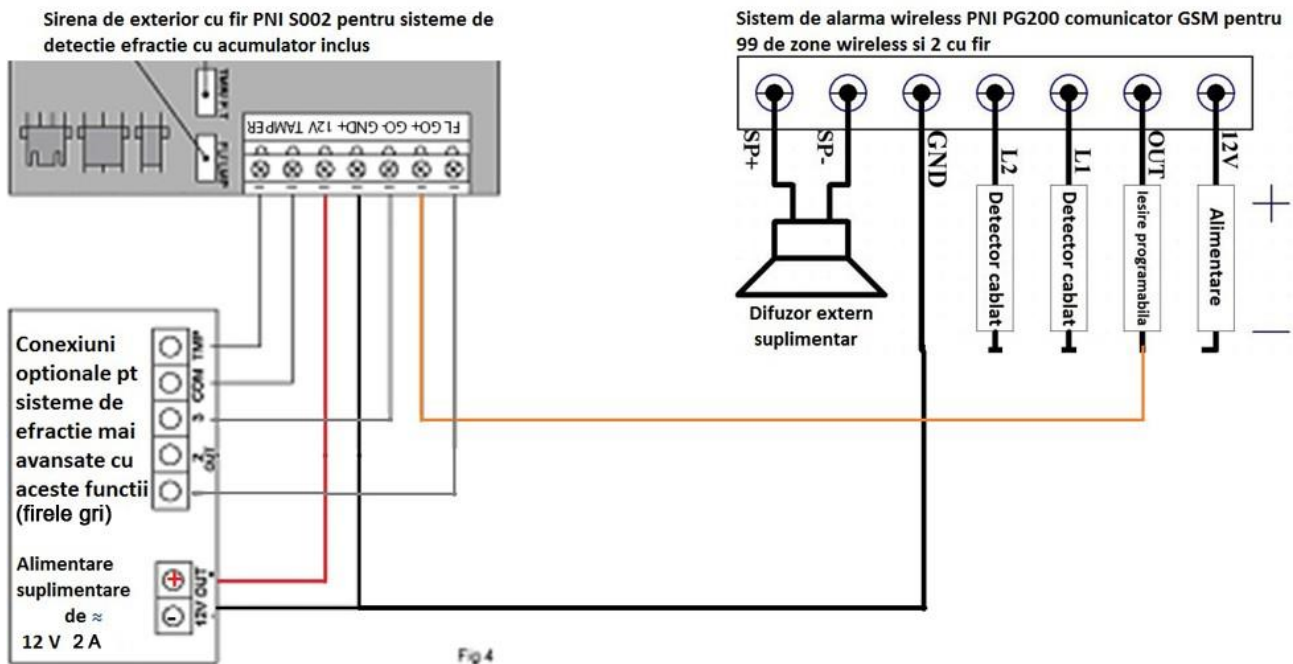 Sirena de exterior cu fir PNI S002 pentru sisteme de
detectie efractie cu acumulator inclus
Sistem de alarma wireless PNI PG200 comunicator GSM pentru
99 de zone wireless si 2 cu fir
FL GO+ GO- GND+ 12V TAMPER
SP+
SP-
GND
L2
L1
OUT
12V
Detector cablat
Detector cablat
Iesire programabila
Alimentare
+
−
Difuzor extern
suplimentar
Conexiuni
optionale pt
sisteme de
efractie mai
avansate cu
aceste functii
(firele gri)
TMP
COM
3
2
OUT
Alimentare
suplimentare
de ≈
12 V 2 A
+
-
12V OUT
Fig 4